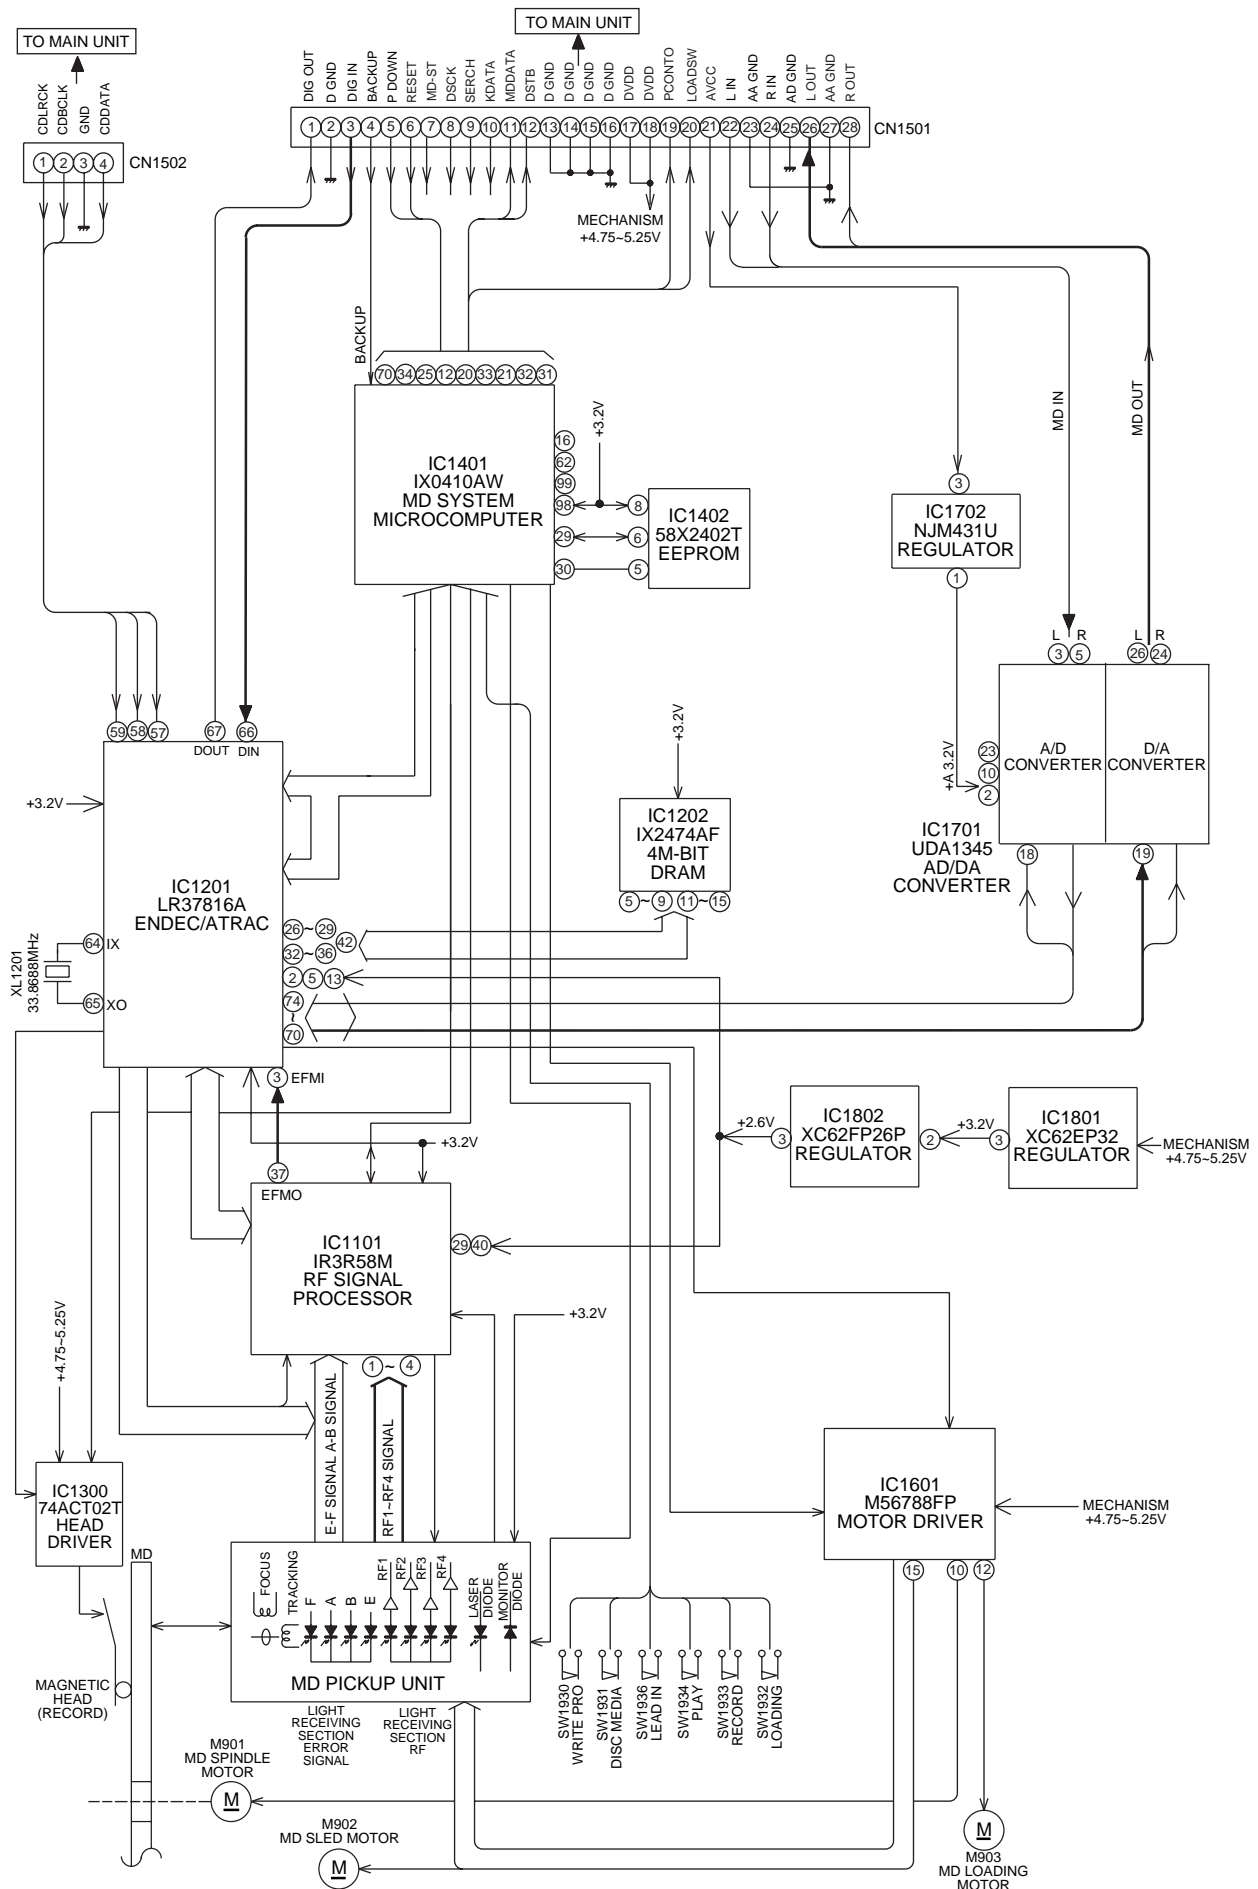 TO MAIN UNIT
CDLRCK
CDBCLK
GND
CDDATA
1 2 3 4
CN1502
TO MAIN UNIT
DIG OUT
D GND
DIG IN
BACKUP
P DOWN
RESET
MD-ST
DSCK
SERCH
KDATA
MDDATA
DSTB
D GND
D GND
D GND
D GND
DVDD
DVDD
PCONTO
LOADSW
AVCC
L IN
AA GND
R IN
AD GND
L OUT
AA GND
R OUT
1 2 3 4 5 6 7 8 9 10 11 12 13 14 15 16 17 18 19 20 21 22 23 24 25 26 27 28
CN1501
MECHANISM
+4.75~5.25V
BACKUP
70 34 25 12 20 33 21 32 31
IC1401
IX0410AW
MD SYSTEM
MICROCOMPUTER
16
62
99
98
29
30
+3.2V
8
6
5
IC1402
58X2402T
EEPROM
3
IC1702
NJM431U
REGULATOR
1
MD IN
MD OUT
L R
3 5
L R
26 24
+A 3.2V
23
10
2
A/D
CONVERTER
D/A
CONVERTER
18
19
IC1701
UDA1345
AD/DA
CONVERTER
59 58 57
67
66
DOUT
DIN
+3.2V
IC1201
LR37816A
ENDEC/ATRAC
XL1201
33.8688MHz
64 IX
65 XO
26~29
32~36
42
2 5 13
74
~
70
3 EFMI
+3.2V
IC1202
IX2474AF
4M-BIT
DRAM
5~9 11~15
+2.6V
3
IC1802
XC62FP26P
REGULATOR
2
+3.2V
3
IC1801
XC62EP32
REGULATOR
MECHANISM
+4.75~5.25V
+3.2V
37
EFMO
IC1101
IR3R58M
RF SIGNAL
PROCESSOR
29 40
1~4
+3.2V
+4.75~5.25V
E-F SIGNAL A-B SIGNAL
RF1~RF4 SIGNAL
IC1300
74ACT02T
HEAD
DRIVER
MD
MAGNETIC
HEAD
(RECORD)
FOCUS
TRACKING
F
A
B
E
RF1
RF2
RF3
RF4
LASER
DIODE
MONITOR
DIODE
MD PICKUP UNIT
LIGHT
RECEIVING
SECTION
ERROR
SIGNAL
LIGHT
RECEIVING
SECTION
RF
SW1930
WRITE PRO
SW1931
DISC MEDIA
SW1936
LEAD IN
SW1934
PLAY
SW1933
RECORD
SW1932
LOADING
IC1601
M56788FP
MOTOR DRIVER
15
10
12
MECHANISM
+4.75~5.25V
M901
MD SPINDLE
MOTOR
M
M902
MD SLED MOTOR
M
M
M903
MD LOADING
MOTOR